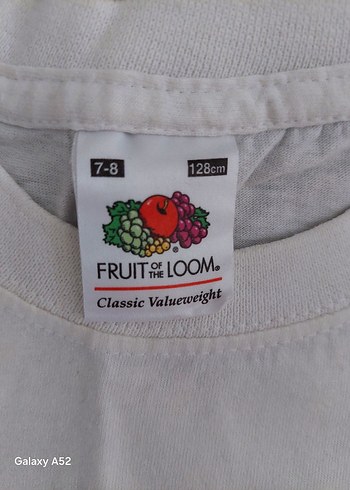 7-8 128cm
FRUIT OF THE LOOM®
Classic Valueweight
Galaxy A52